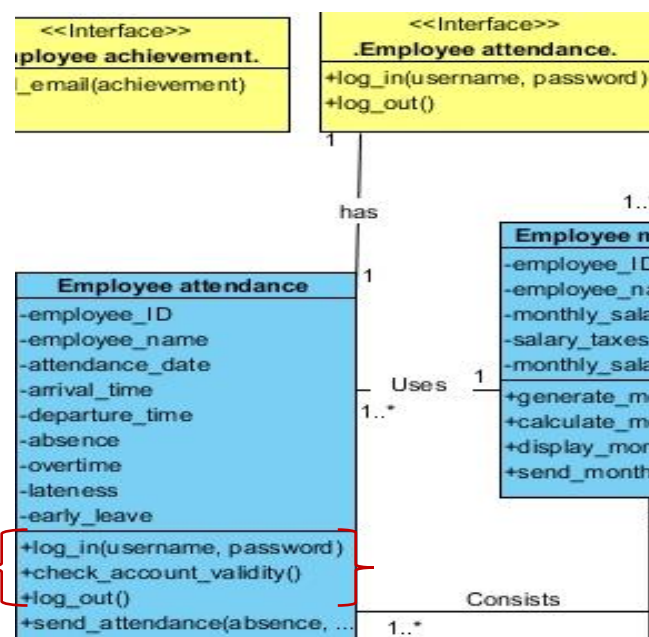 <<Interface>>
achievement.
_email(achievement)
<<Interface>>
.Employee attendance.
+log_in(username, password)
+log_out()
1
has
1
Employee attendance
-employee_ID
-employee_name
-attendance_date
-arrival_time
-departure_time
-absence
-overtime
-lateness
-early_leave
+log_in(username, password)
+check_account_validity()
+log_out()
+send_attendance(absence, ...
Uses
1
1..*
Consists
1..*
1..
Employee
-employee_ID
-employee_na
-monthly_sala
-salary_taxes
-monthly_sala
+generate_m
+calculate_m
+display_mon
+send_month